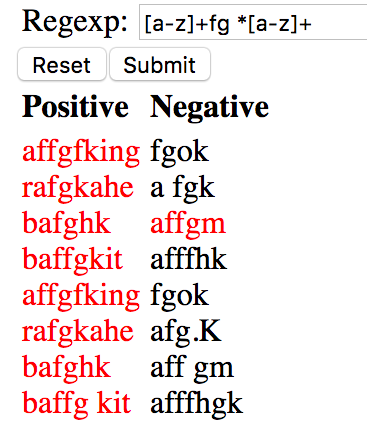 Regexp: [a-z]+fg *[a-z]+
Reset Submit
Positive Negative
affgfking fgok
rafgkahe a fgk
bafghk affgm
baffgkit afffhk
affgfking fgok
rafgkahe afg.K
bafghk aff gm
baffg kit afffhgk